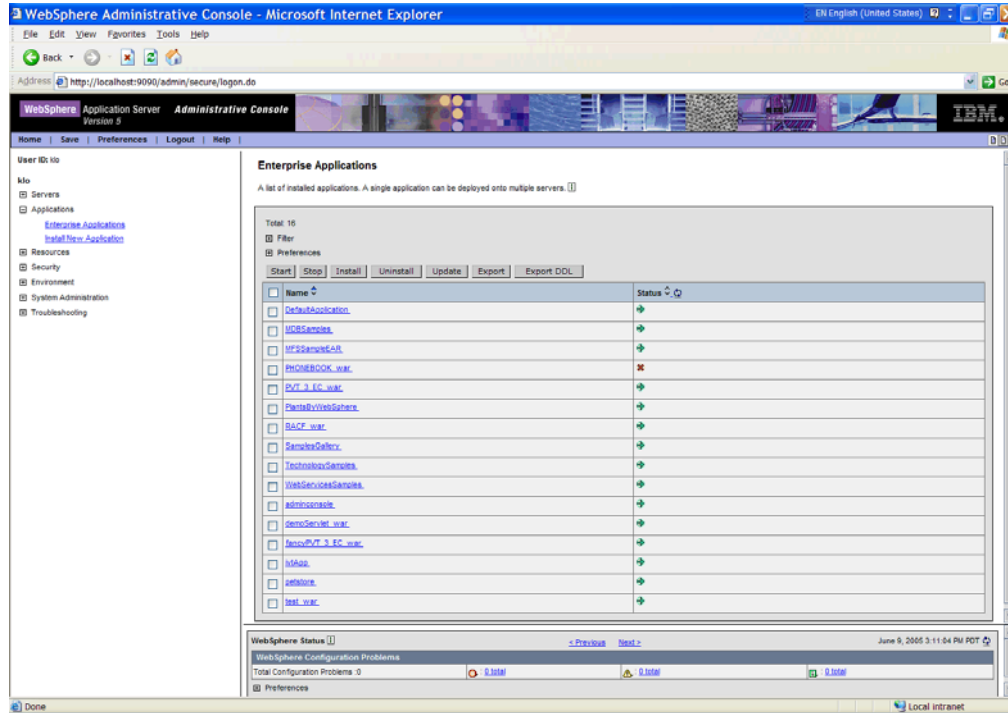 WebSphere Administrative Console - Microsoft Internet Explorer
EN English (United States)
File Edit View Favorites Tools Help
Back
Address http://localhost:9090/admin/secure/logon.do
Go
WebSphere Application Server Administrative Console
Version 5
IBM.
Home | Save | Preferences | Logout | Help |
User ID: klo
klo
Servers
Applications
Enterprise Applications
Install New Application
Resources
Security
Environment
System Administration
Troubleshooting
Enterprise Applications
A list of installed applications. A single application can be deployed onto multiple servers.
Total: 16
Filter
Preferences
Start Stop Install Uninstall Update Export Export DDL
Name Status
DefaultApplication
MDBSamples
MFSSampleEAR
PHONEBOOK_war
PVT_3_EC_war
PlantsByWebSphere
RACF_war
SamplesGallery
TechnologySamples
WebServicesSamples
adminconsole
demoServlet_war
fancyPVT_3_EC_war
ivtApp
petstore
test_war
WebSphere Status < Previous Next > June 9, 2005 3:11:04 PM PDT
WebSphere Configuration Problems
Total Configuration Problems :0 : 0 total : 0 total : 0 total
Preferences
Done
Local intranet